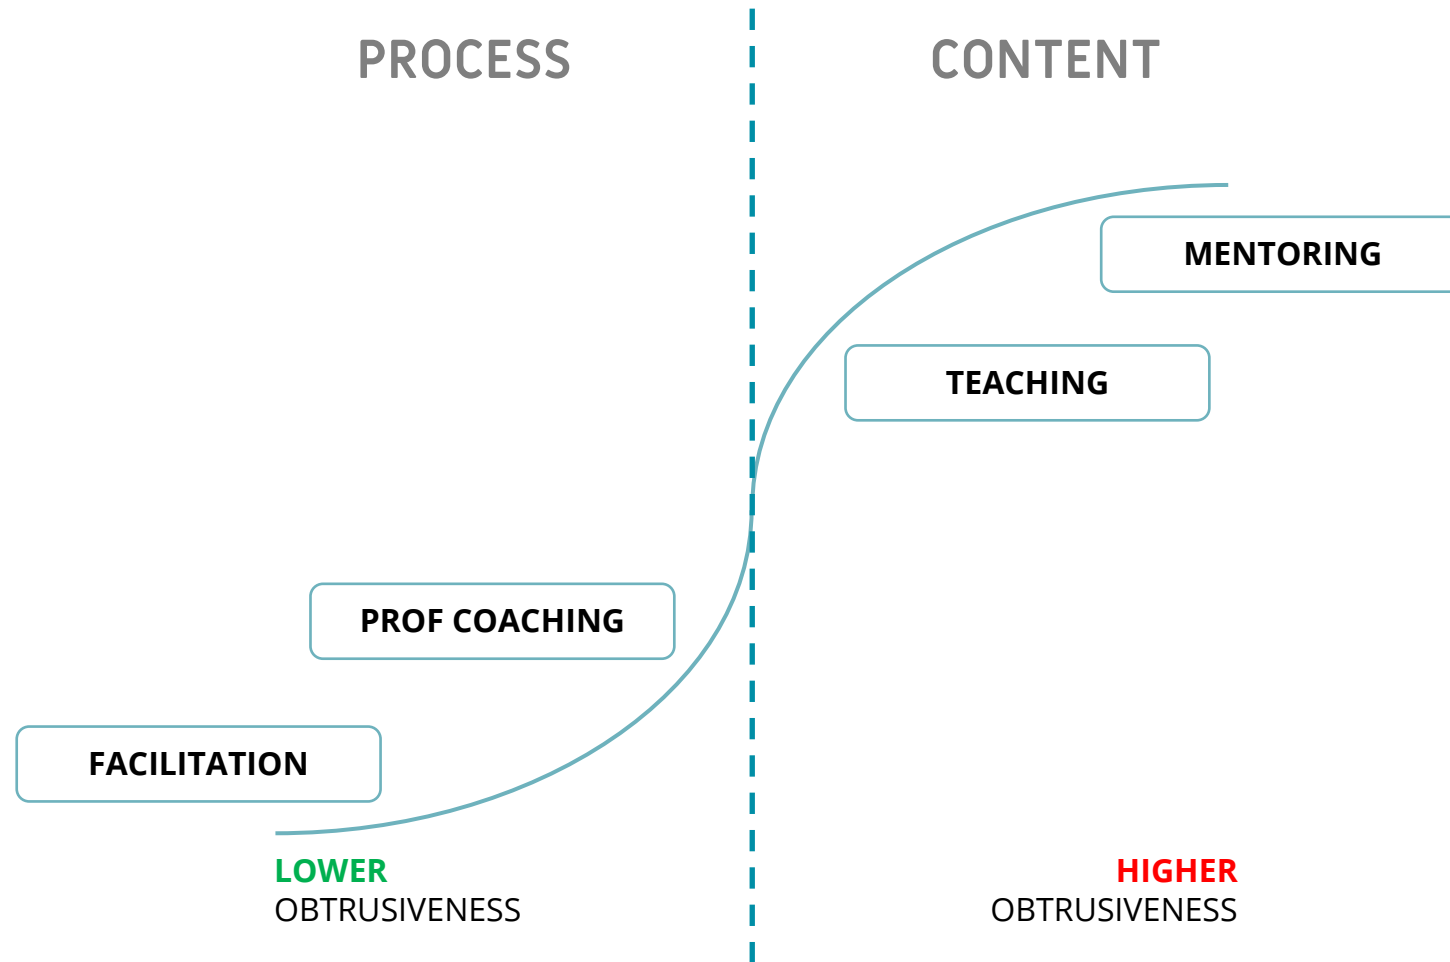 PROCESS
CONTENT
MENTORING
TEACHING
PROF COACHING
FACILITATION
LOWER
OBTRUSIVENESS
HIGHER
OBTRUSIVENESS